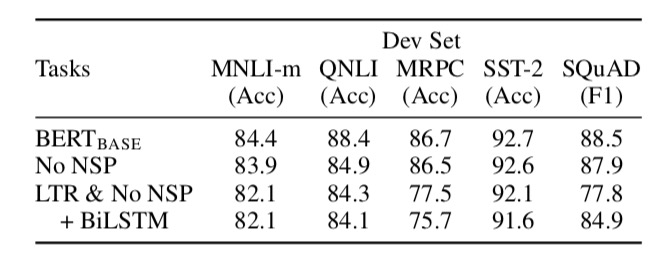 Dev Set
Tasks MNLI-m QNLI MRPC SST-2 SQuAD
(Acc) (Acc) (Acc) (Acc) (F1)
BERTBASE 84.4 88.4 86.7 92.7 88.5
No NSP 83.9 84.9 86.5 92.6 87.9
LTR & No NSP 82.1 84.3 77.5 92.1 77.8
+ BiLSTM 82.1 84.1 75.7 91.6 84.9